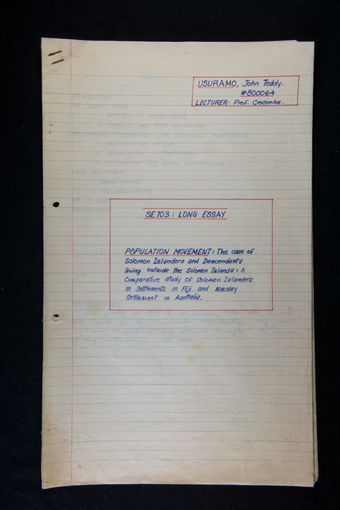 USURAMO, John Teddy.
#800064
LECTURER: Prof. Crocombe.
SE103: LONG ESSAY
POPULATION MOVEMENT: The case of
Solomon Islanders and Descendants
living outside the Solomon Islands: A
Comparative study of Solomon Islanders
in Settlements in Fiji and Mackay
Settlement in Australia.